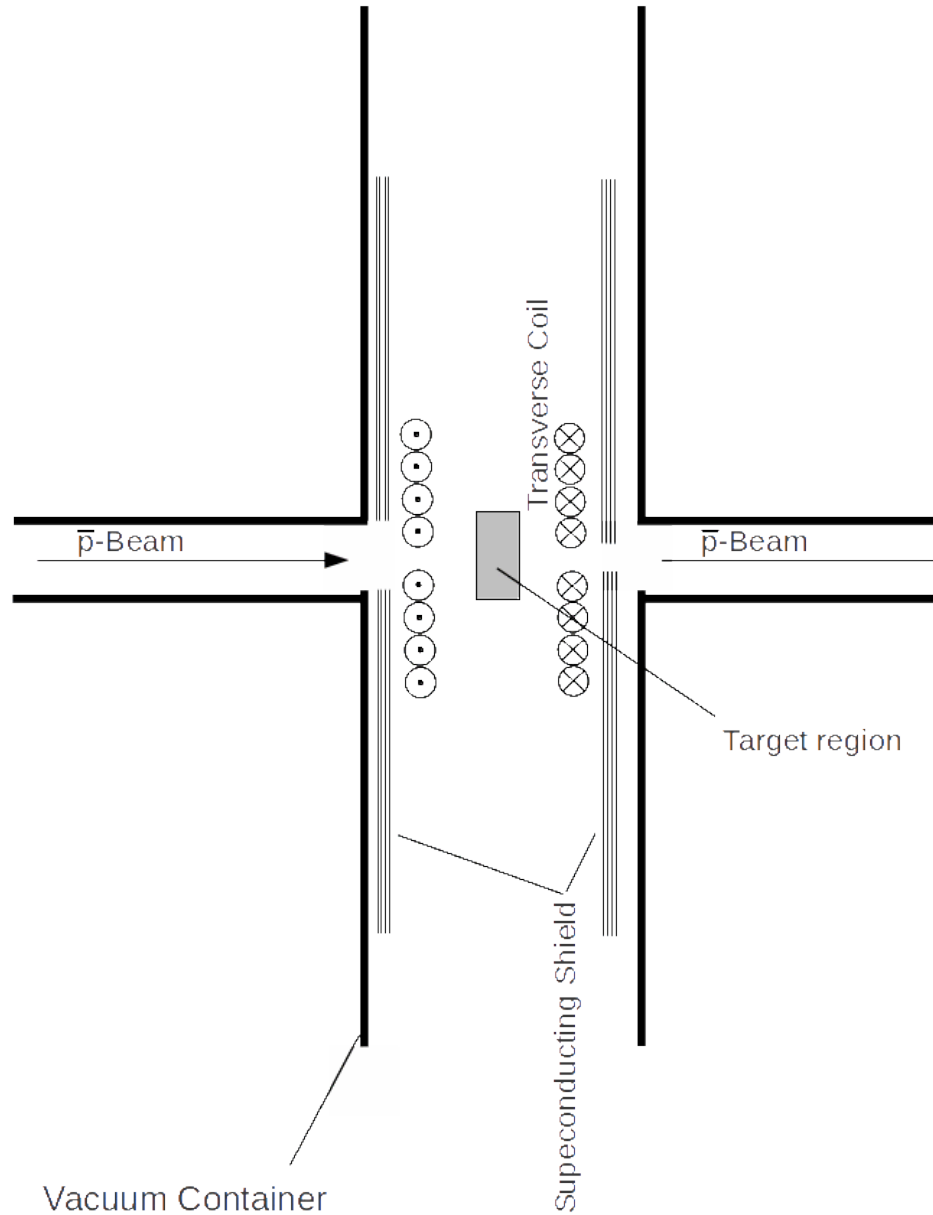 Transverse Coil
p̅-Beam
p̅-Beam
Target region
Supeconducting Shield
Vacuum Container